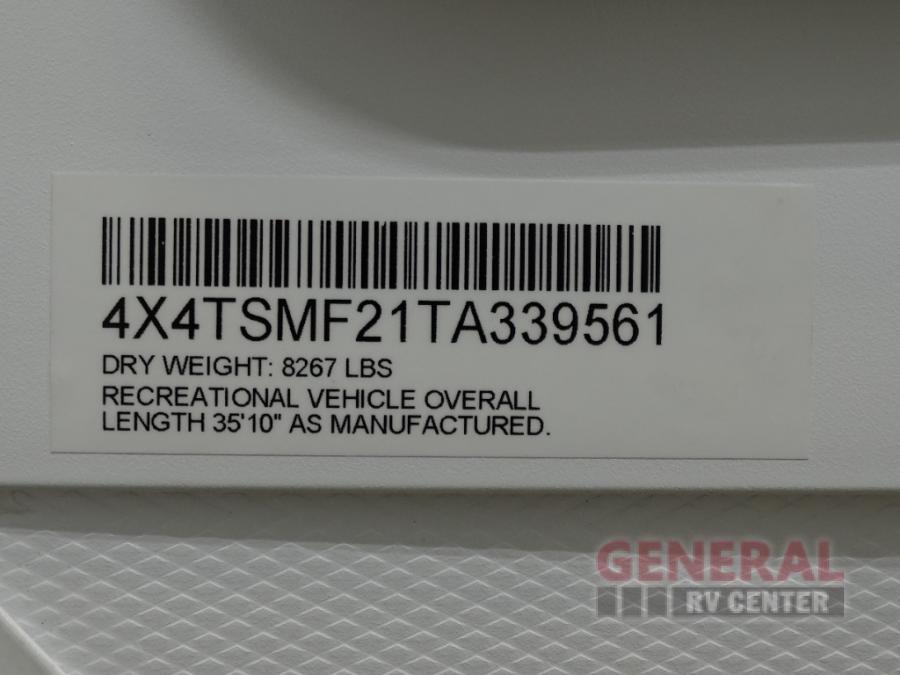 4X4TSMF21TA339561
DRY WEIGHT: 8267 LBS
RECREATIONAL VEHICLE OVERALL
LENGTH 35'10" AS MANUFACTURED.
GENERAL
RV CENTER